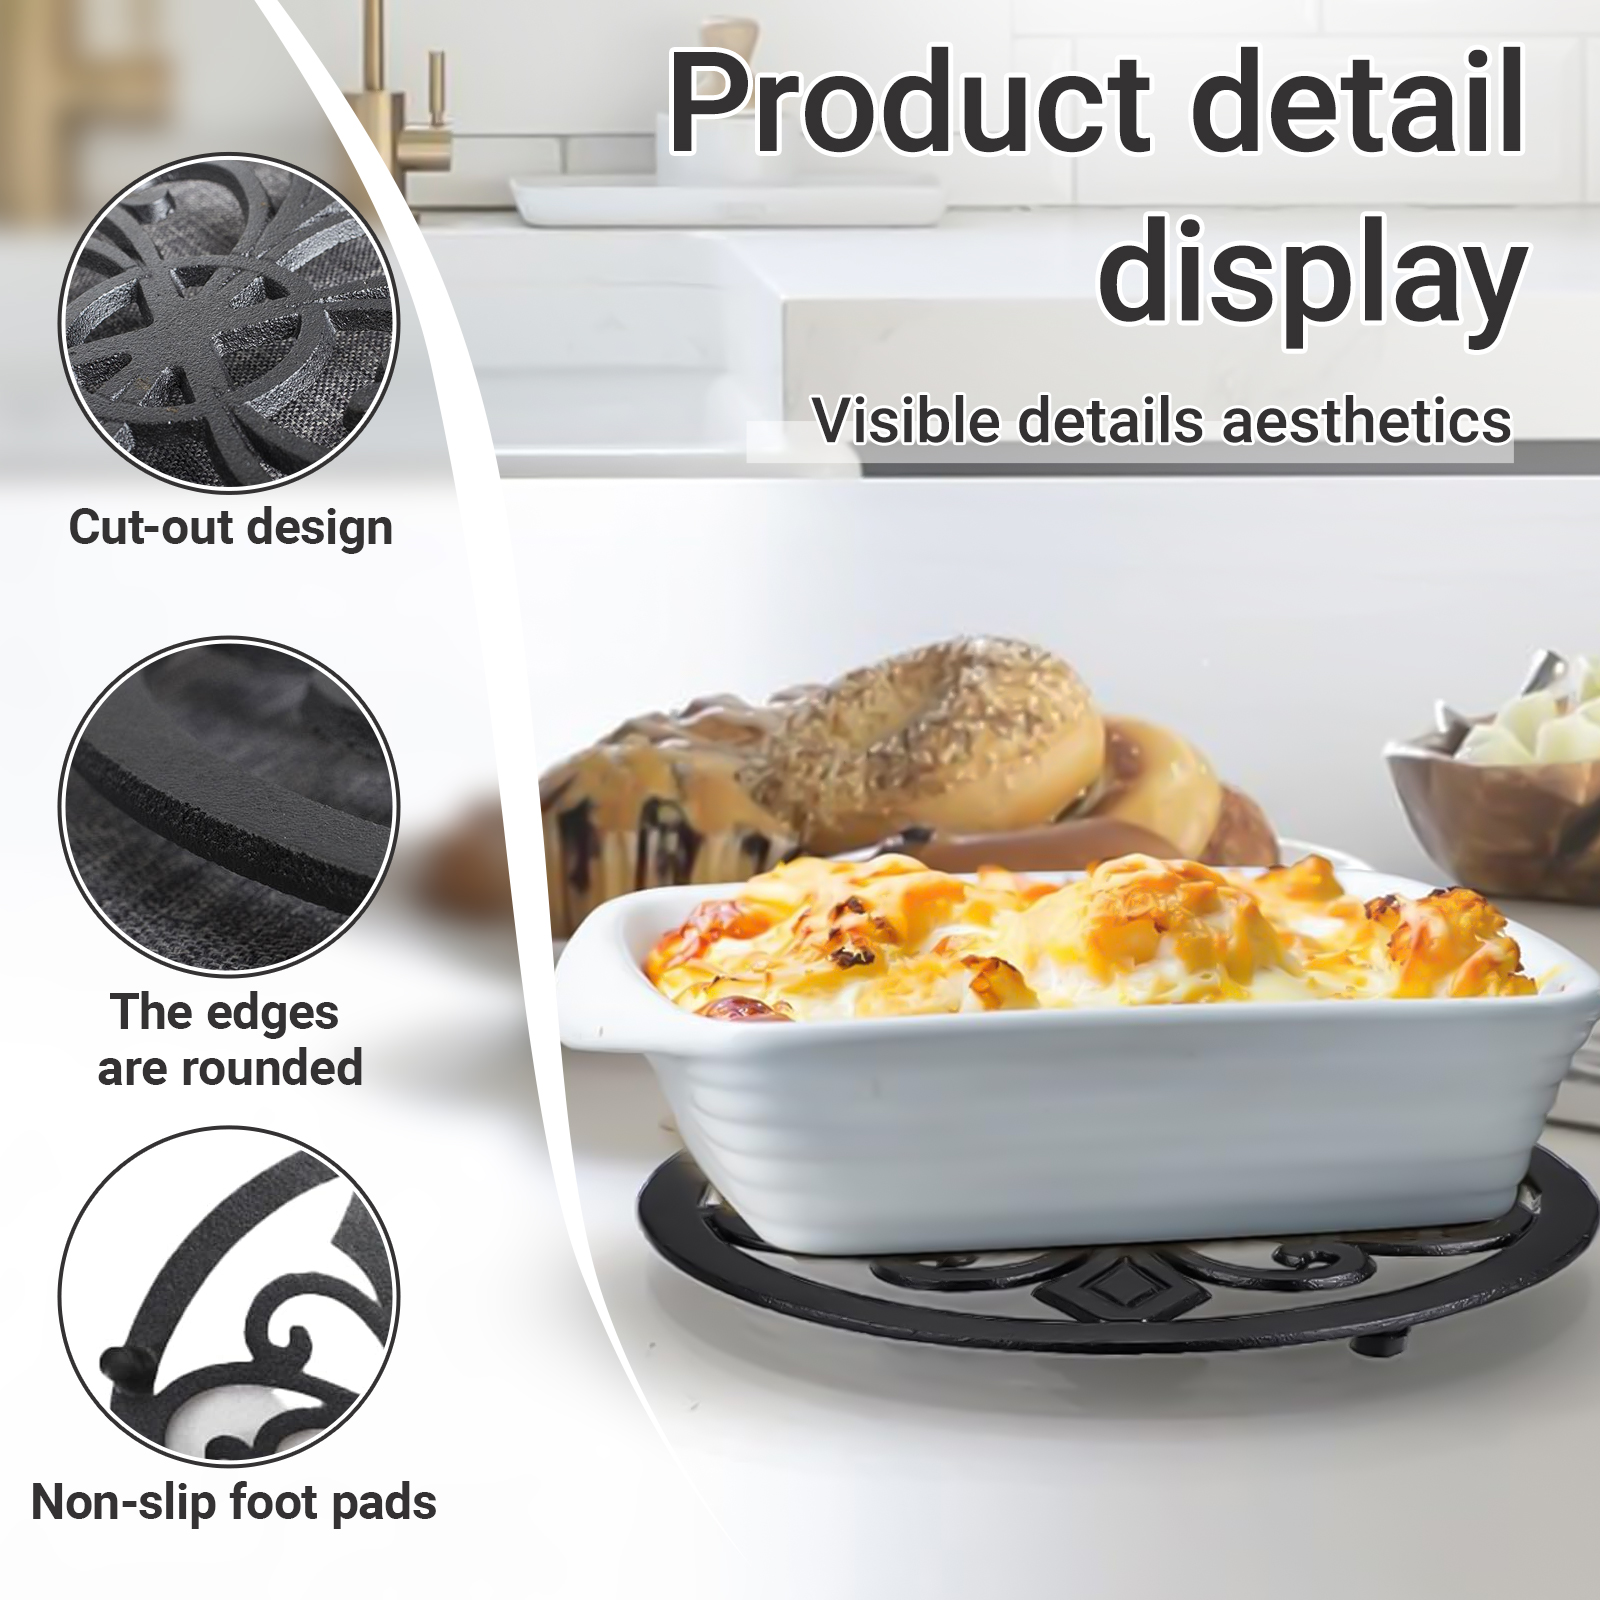 Product detail
display
Visible details aesthetics
Cut-out design
The edges
are rounded
Non-slip foot pads